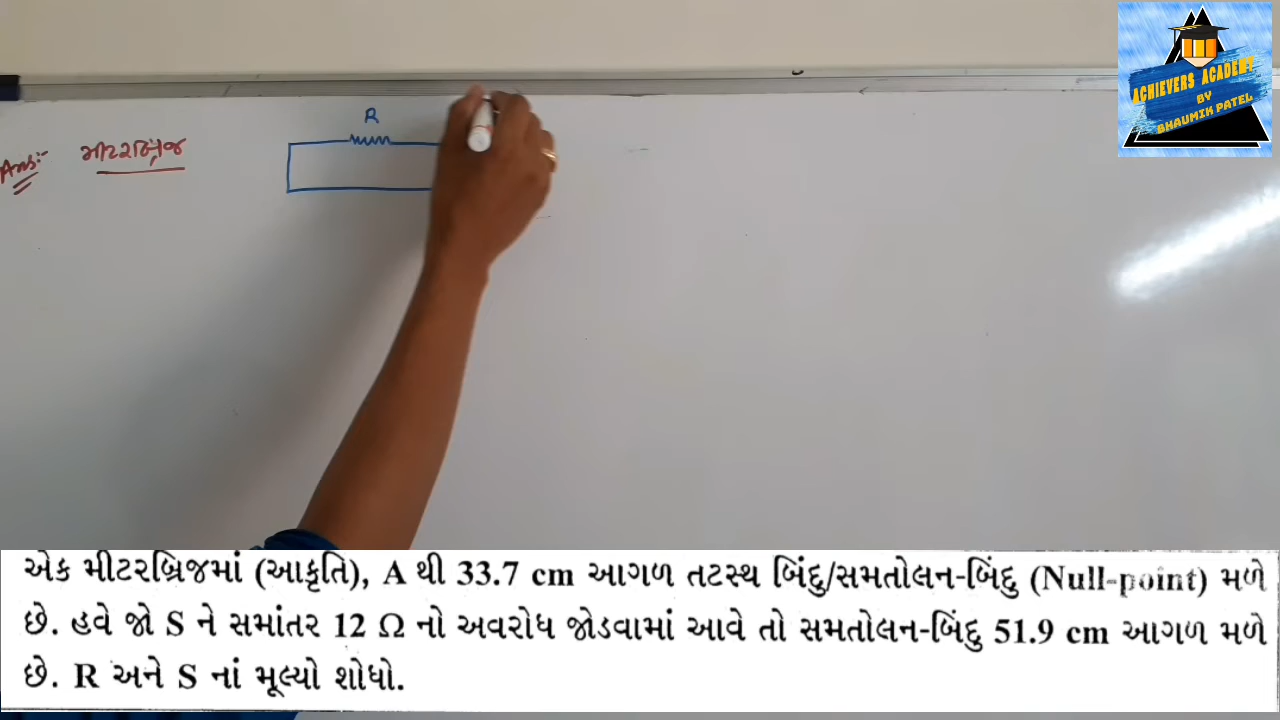 ACHIEVERS ACADEMY
BY
BHAUMIK PATEL
R
Ans:- મીટરબ્રિજ
એક મીટરબ્રિજમાં (આકૃતિ), A થી 33.7 cm આગળ તટસ્થ બિંદુ/સમતોલન-બિંદુ (Null-point) મળે
છે. હવે જો S ને સમાંતર 12 Ω નો અવરોધ જોડવામાં આવે તો સમતોલન-બિંદુ 51.9 cm આગળ મળે
છે. R અને S નાં મૂલ્યો શોધો.